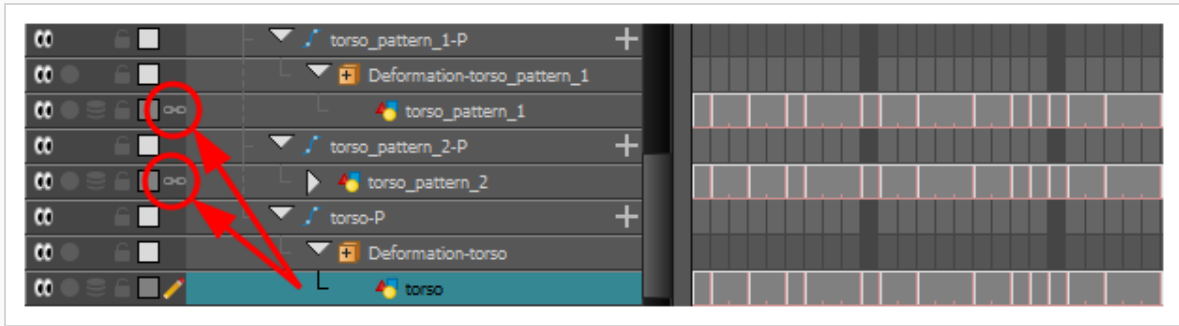 torso_pattern_1-P
Deformation-torso_pattern_1
torso_pattern_1
torso_pattern_2-P
torso_pattern_2
torso-P
Deformation-torso
torso